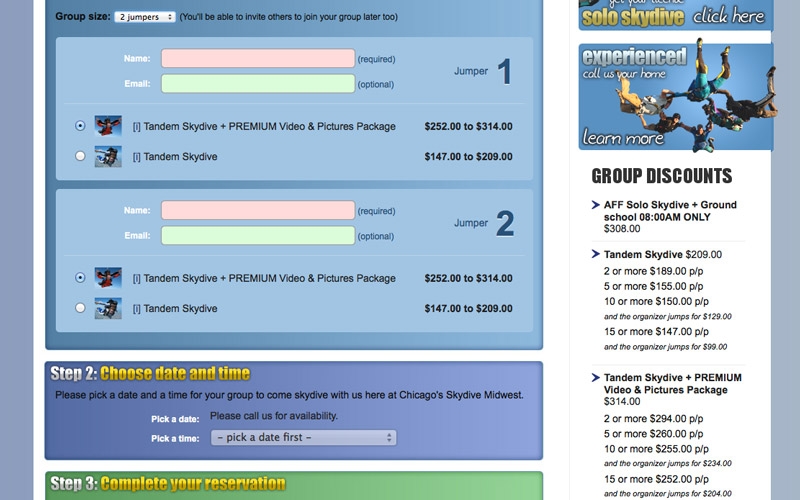 Group size: 2 jumpers (You'll be able to invite others to join your group later too)
Name: (required)
Email: (optional)
Jumper 1
[i] Tandem Skydive + PREMIUM Video & Pictures Package $252.00 to $314.00
[i] Tandem Skydive $147.00 to $209.00
Name: (required)
Email: (optional)
Jumper 2
[i] Tandem Skydive + PREMIUM Video & Pictures Package $252.00 to $314.00
[i] Tandem Skydive $147.00 to $209.00
Step 2: Choose date and time
Please pick a date and a time for your group to come skydive with us here at Chicago's Skydive Midwest.
Pick a date: Please call us for availability.
Pick a time: – pick a date first –
Step 3: Complete your reservation
get your license
solo skydive click here
experienced
call us your home
learn more
GROUP DISCOUNTS
AFF Solo Skydive + Ground
school 08:00AM ONLY
$308.00
Tandem Skydive $209.00
2 or more $189.00 p/p
5 or more $155.00 p/p
10 or more $150.00 p/p
and the organizer jumps for $129.00
15 or more $147.00 p/p
and the organizer jumps for $99.00
Tandem Skydive + PREMIUM
Video & Pictures Package
$314.00
2 or more $294.00 p/p
5 or more $260.00 p/p
10 or more $255.00 p/p
and the organizer jumps for $234.00
15 or more $252.00 p/p
and the organizer jumps for $204.00